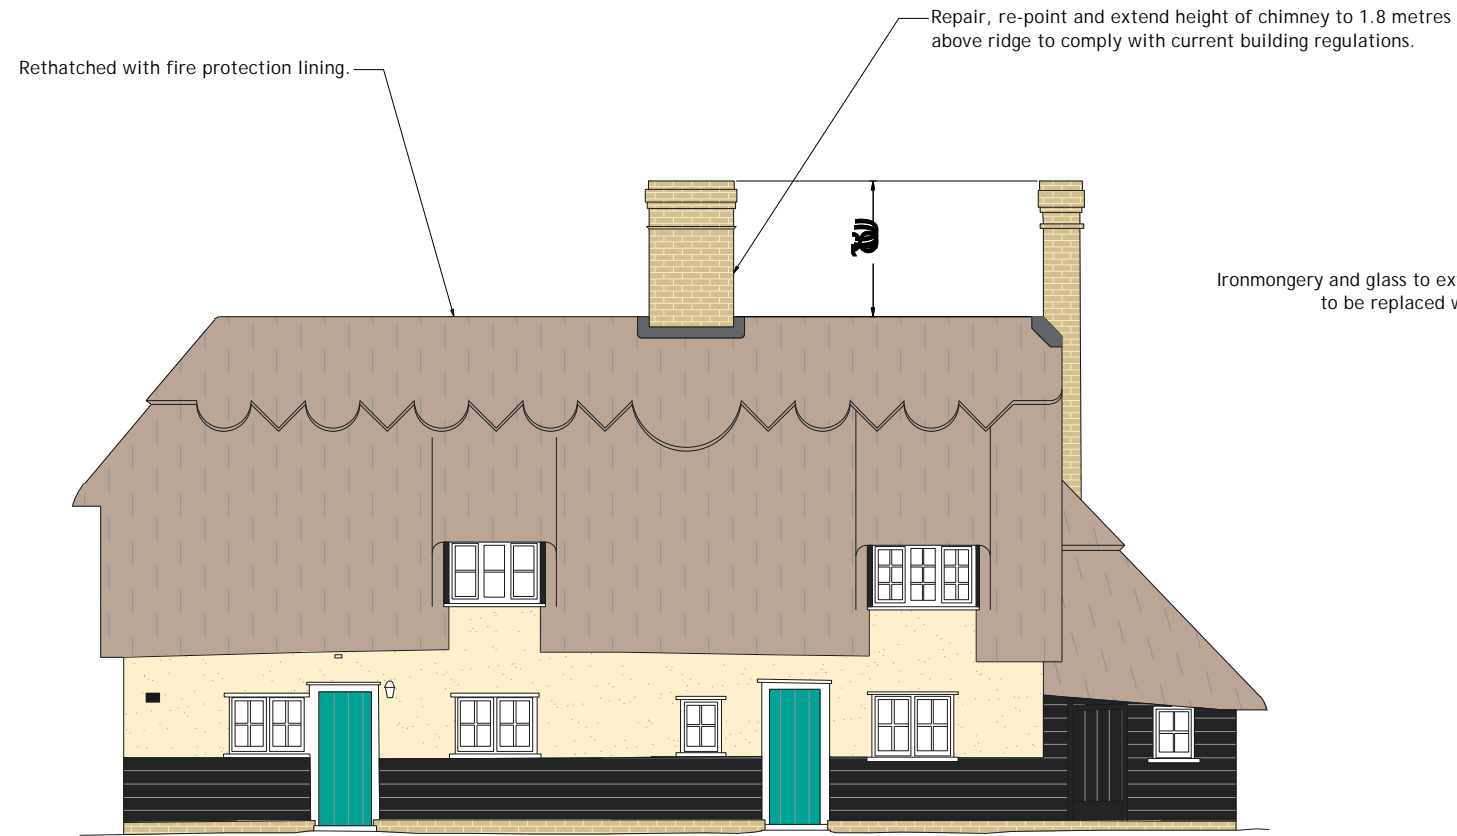 Repair, re-point and extend height of chimney to 1.8 metres
above ridge to comply with current building regulations.
Rethatched with fire protection lining.
Ironmongery and glass to ex
to be replaced w